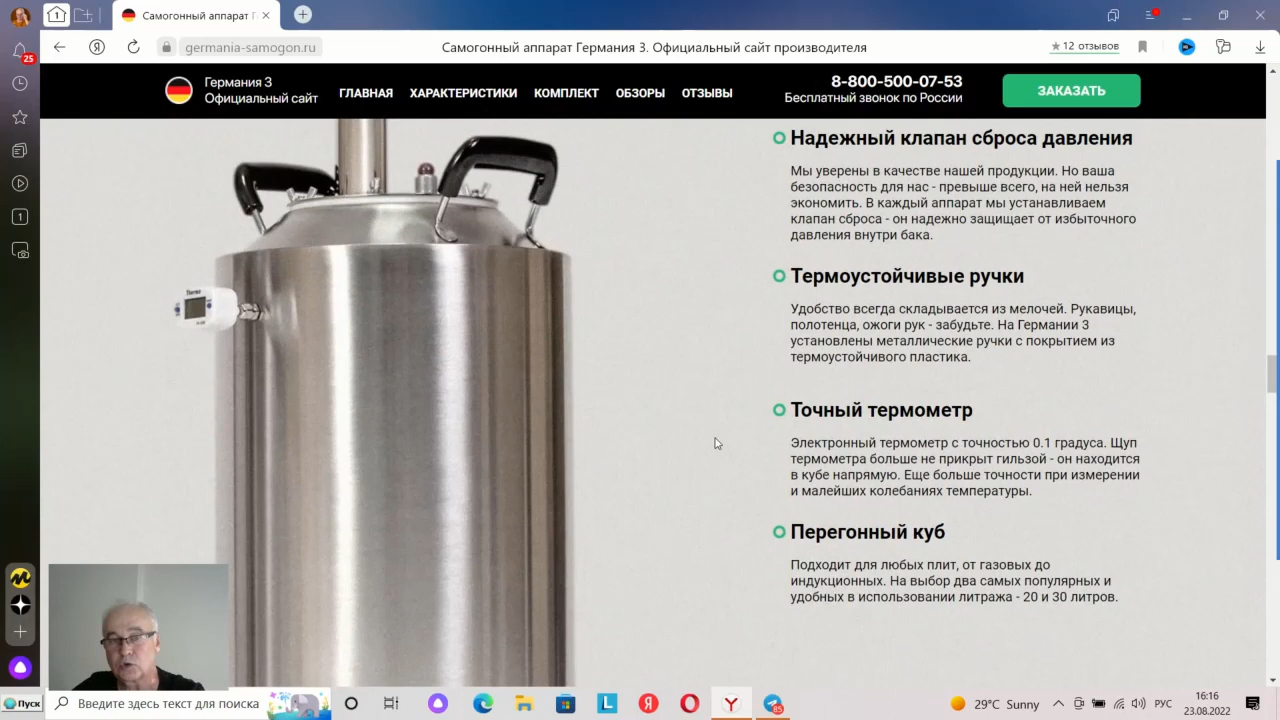 1
Самогонный аппарат Г
25
germania-samogon.ru
Самогонный аппарат Германия 3. Официальный сайт производителя
12 отзывов
Германия 3
Официальный сайт
ГЛАВНАЯ
ХАРАКТЕРИСТИКИ
КОМПЛЕКТ
ОБЗОРЫ
ОТЗЫВЫ
8-800-500-07-53
Бесплатный звонок по России
ЗАКАЗАТЬ
Надежный клапан сброса давления
Мы уверены в качестве нашей продукции. Но ваша
безопасность для нас - превыше всего, на ней нельзя
экономить. В каждый аппарат мы устанавливаем
клапан сброса - он надежно защищает от избыточного
давления внутри бака.
Термоустойчивые ручки
Удобство всегда складывается из мелочей. Рукавицы,
полотенца, ожоги рук - забудьте. На Германии 3
установлены металлические ручки с покрытием из
термоустойчивого пластика.
Точный термометр
Электронный термометр с точностью 0.1 градуса. Щуп
термометра больше не прикрыт гильзой - он находится
в кубе напрямую. Еще больше точности при измерении
и малейших колебаниях температуры.
Перегонный куб
Подходит для любых плит, от газовых до
индукционных. На выбор два самых популярных и
удобных в использовании литража - 20 и 30 литров.
1
Thermo
Пуск
Введите здесь текст для поиска
L
Я
Y
85
29°C Sunny
РУС
16:16
23.08.2022